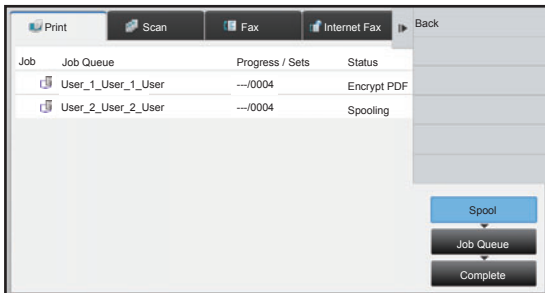 Print Scan Fax Internet Fax Back
Job Job Queue Progress / Sets Status
User_1_User_1_User ---/0004 Encrypt PDF
User_2_User_2_User ---/0004 Spooling
Spool
Job Queue
Complete